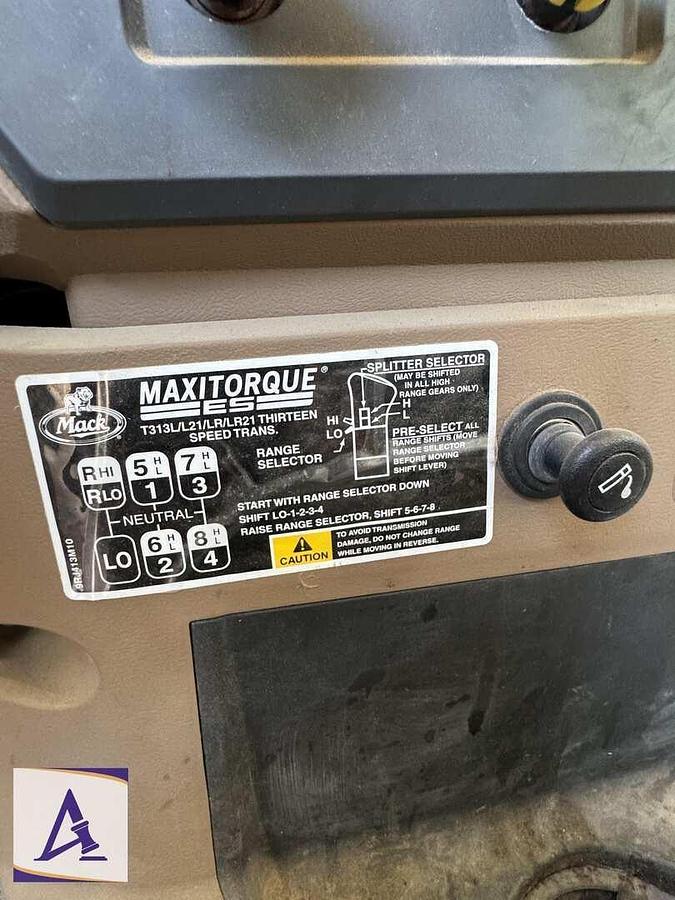 Mack
MAXITORQUE®
ES
T313L/L21/LR/LR21 THIRTEEN
SPEED TRANS.
SPLITTER SELECTOR
(MAY BE SHIFTED
IN ALL HIGH
RANGE GEARS ONLY)
H
L
HI
LO
RANGE
SELECTOR
PRE-SELECT ALL
RANGE SHIFTS (MOVE
RANGE SELECTOR
BEFORE MOVING
SHIFT LEVER)
R HI 5 H L 7 H L
R LO 1 3
NEUTRAL
LO 6 H L 8 H L
2 4
START WITH RANGE SELECTOR DOWN
SHIFT LO-1-2-3-4
RAISE RANGE SELECTOR, SHIFT 5-6-7-8.
CAUTION
TO AVOID TRANSMISSION
DAMAGE, DO NOT CHANGE RANGE
WHILE MOVING IN REVERSE.
9RJ413M10